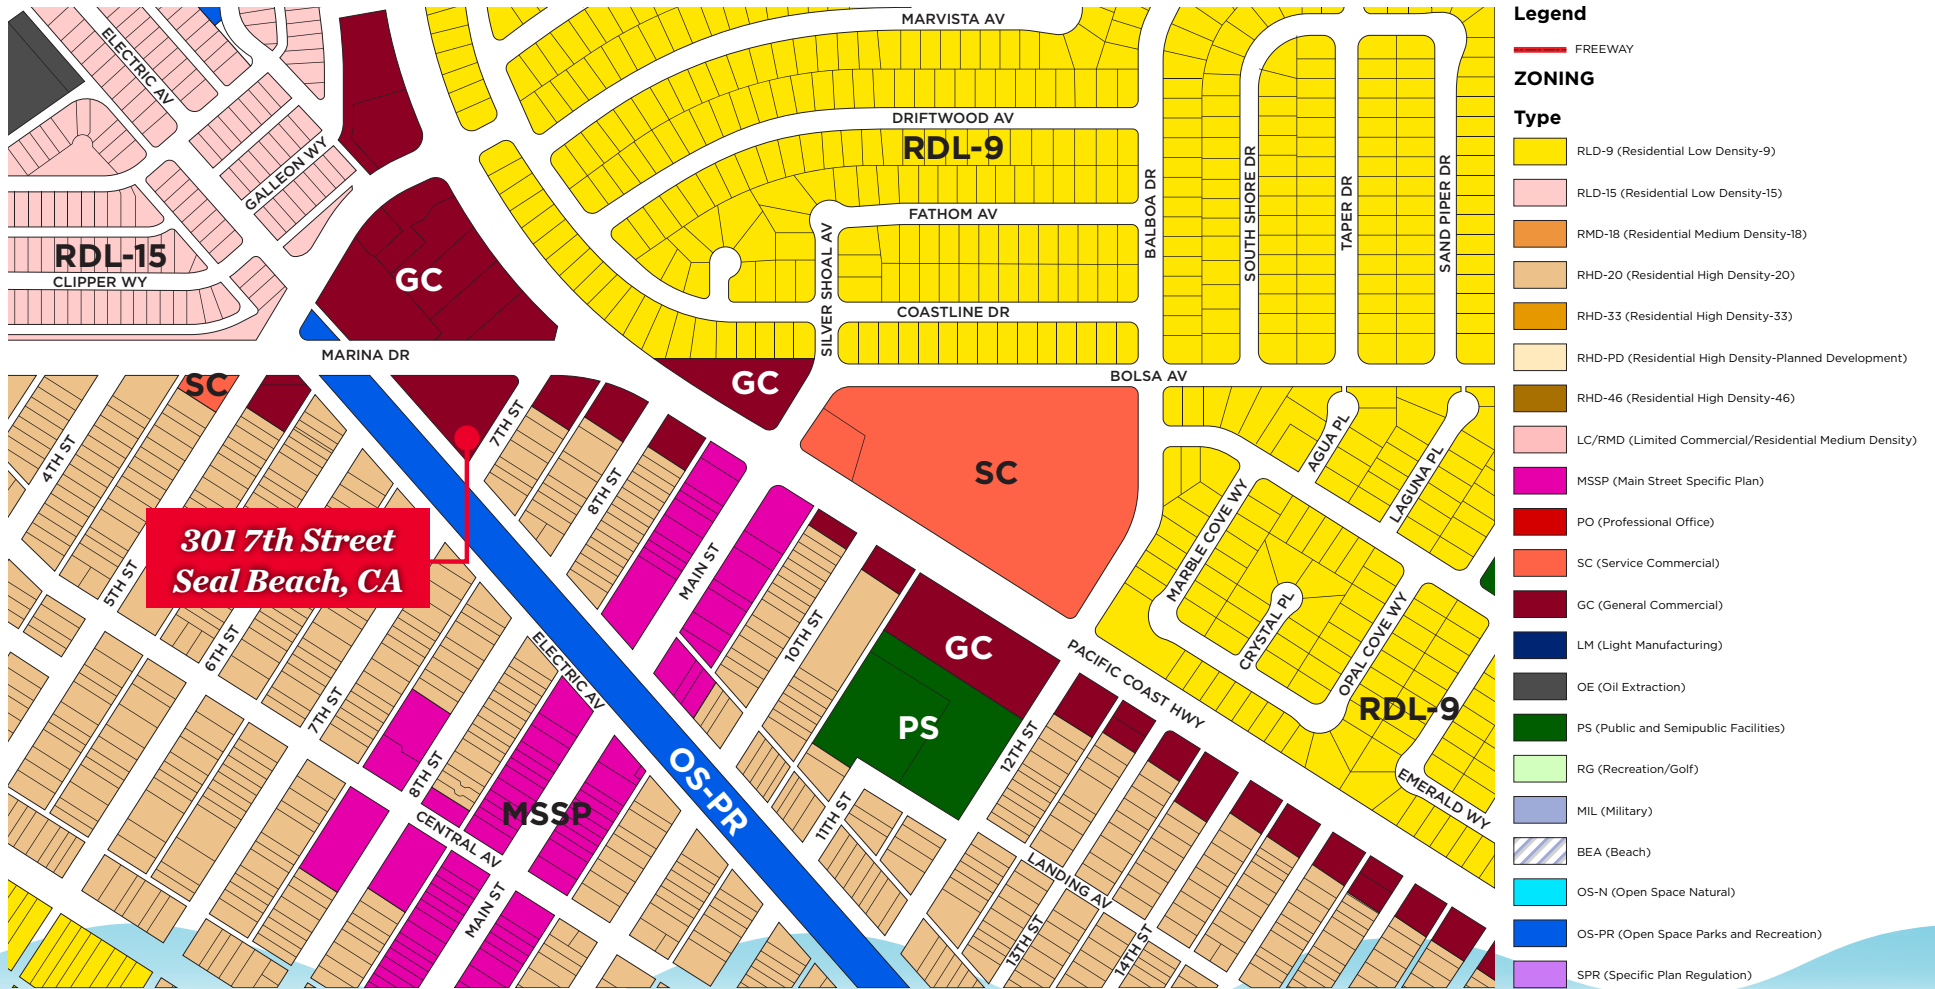 MARVISTA AV
ELECTRIC AV
DRIFTWOOD AV
RDL-9
GALLEON WY
FATHOM AV
BALBOA DR
SOUTH SHORE DR
TAPER DR
SAND PIPER DR
RDL-15
CLIPPER WY
GC
SILVER SHOAL AV
COASTLINE DR
MARINA DR
BOLSA AV
SC
GC
4TH ST
7TH ST
8TH ST
SC
AGUA PL
LAGUNA PL
301 7th Street
Seal Beach, CA
5TH ST
6TH ST
7TH ST
MAIN ST
10TH ST
MARBLE COVE WY
CRYSTAL PL
OPAL COVE WY
ELECTRIC AV
GC
PACIFIC COAST HWY
RDL-9
PS
12TH ST
OS-PR
8TH ST
MSSP
CENTRAL AV
11TH ST
EMERALD WY
MAIN ST
LANDING AV
13TH ST
14TH ST
Legend
FREEWAY
ZONING
Type
RLD-9 (Residential Low Density-9)
RLD-15 (Residential Low Density-15)
RMD-18 (Residential Medium Density-18)
RHD-20 (Residential High Density-20)
RHD-33 (Residential High Density-33)
RHD-PD (Residential High Density-Planned Development)
RHD-46 (Residential High Density-46)
LC/RMD (Limited Commercial/Residential Medium Density)
MSSP (Main Street Specific Plan)
PO (Professional Office)
SC (Service Commercial)
GC (General Commercial)
LM (Light Manufacturing)
OE (Oil Extraction)
PS (Public and Semipublic Facilities)
RG (Recreation/Golf)
MIL (Military)
BEA (Beach)
OS-N (Open Space Natural)
OS-PR (Open Space Parks and Recreation)
SPR (Specific Plan Regulation)